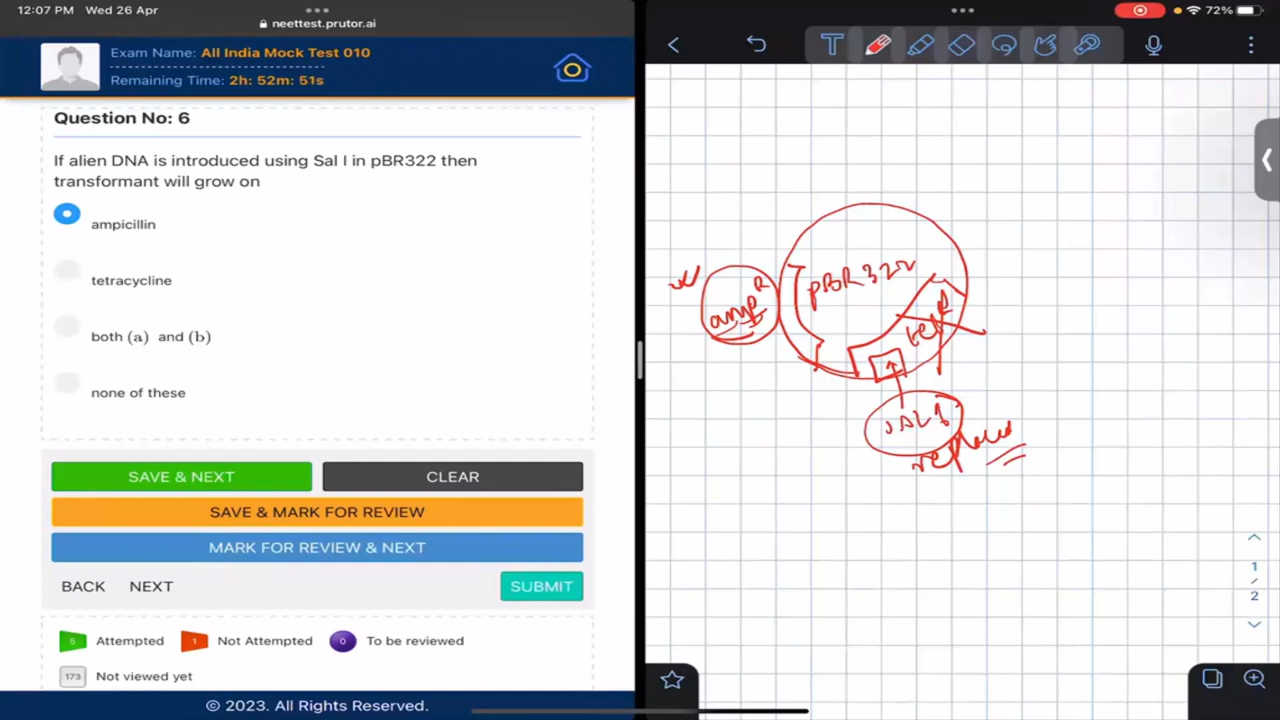 12:07 PM Wed 26 Apr
neettest.prutor.ai
72%
Exam Name: All India Mock Test 010
Remaining Time: 2h: 52m: 51s
Question No: 6
If alien DNA is introduced using Sal I in pBR322 then
transformant will grow on
ampicillin
tetracycline
both (a) and (b)
none of these
SAVE & NEXT
CLEAR
SAVE & MARK FOR REVIEW
MARK FOR REVIEW & NEXT
BACK
NEXT
SUBMIT
5 Attempted
1 Not Attempted
0 To be reviewed
173 Not viewed yet
© 2023. All Rights Reserved.
T
pBR322
amp R
tet R
SAL I
1
/
2